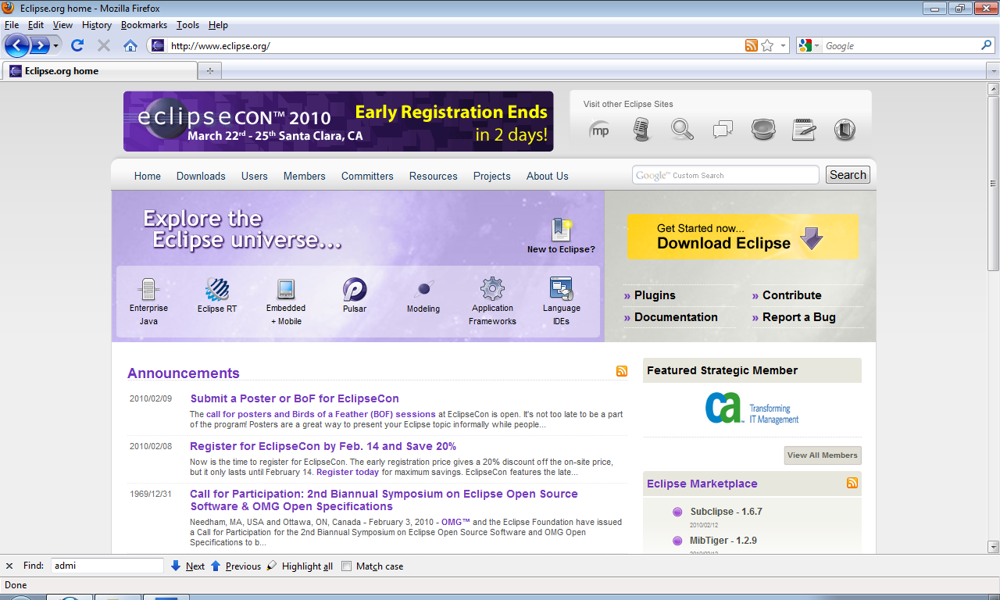 Eclipse.org home - Mozilla Firefox
File Edit View History Bookmarks Tools Help
http://www.eclipse.org/
Google
Eclipse.org home
eclipsecon™ 2010
March 22rd - 25th Santa Clara, CA
Early Registration Ends
in 2 days!
Visit other Eclipse Sites
mp
Home Downloads Users Members Committers Resources Projects About Us
Google™ Custom Search
Search
Explore the
Eclipse universe...
New to Eclipse?
Get Started now...
Download Eclipse
Enterprise
Java
Eclipse RT
Embedded
+ Mobile
Pulsar
Modeling
Application
Frameworks
Language
IDEs
» Plugins
» Contribute
» Documentation
» Report a Bug
Announcements
2010/02/09 Submit a Poster or BoF for EclipseCon
The call for posters and Birds of a Feather (BOF) sessions at EclipseCon is open. It's not too late to be a part
of the program! Posters are a great way to present your Eclipse topic informally while people...
2010/02/08 Register for EclipseCon by Feb. 14 and Save 20%
Now is the time to register for EclipseCon. The early registration price gives a 20% discount off the on-site price,
but it only lasts until February 14. Register today for maximum savings. EclipseCon features the late...
1969/12/31 Call for Participation: 2nd Biannual Symposium on Eclipse Open Source
Software & OMG Open Specifications
Needham, MA, USA and Ottawa, ON, Canada - February 3, 2010 - OMG™ and the Eclipse Foundation have issued
a Call for Participation for the 2nd Biannual Symposium on Eclipse Open Source Software and OMG Open
Specifications to b...
Featured Strategic Member
ca™ Transforming
IT Management
View All Members
Eclipse Marketplace
Subclipse - 1.6.7
2010/02/12
MibTiger - 1.2.9
Find: admi Next Previous Highlight all Match case
Done